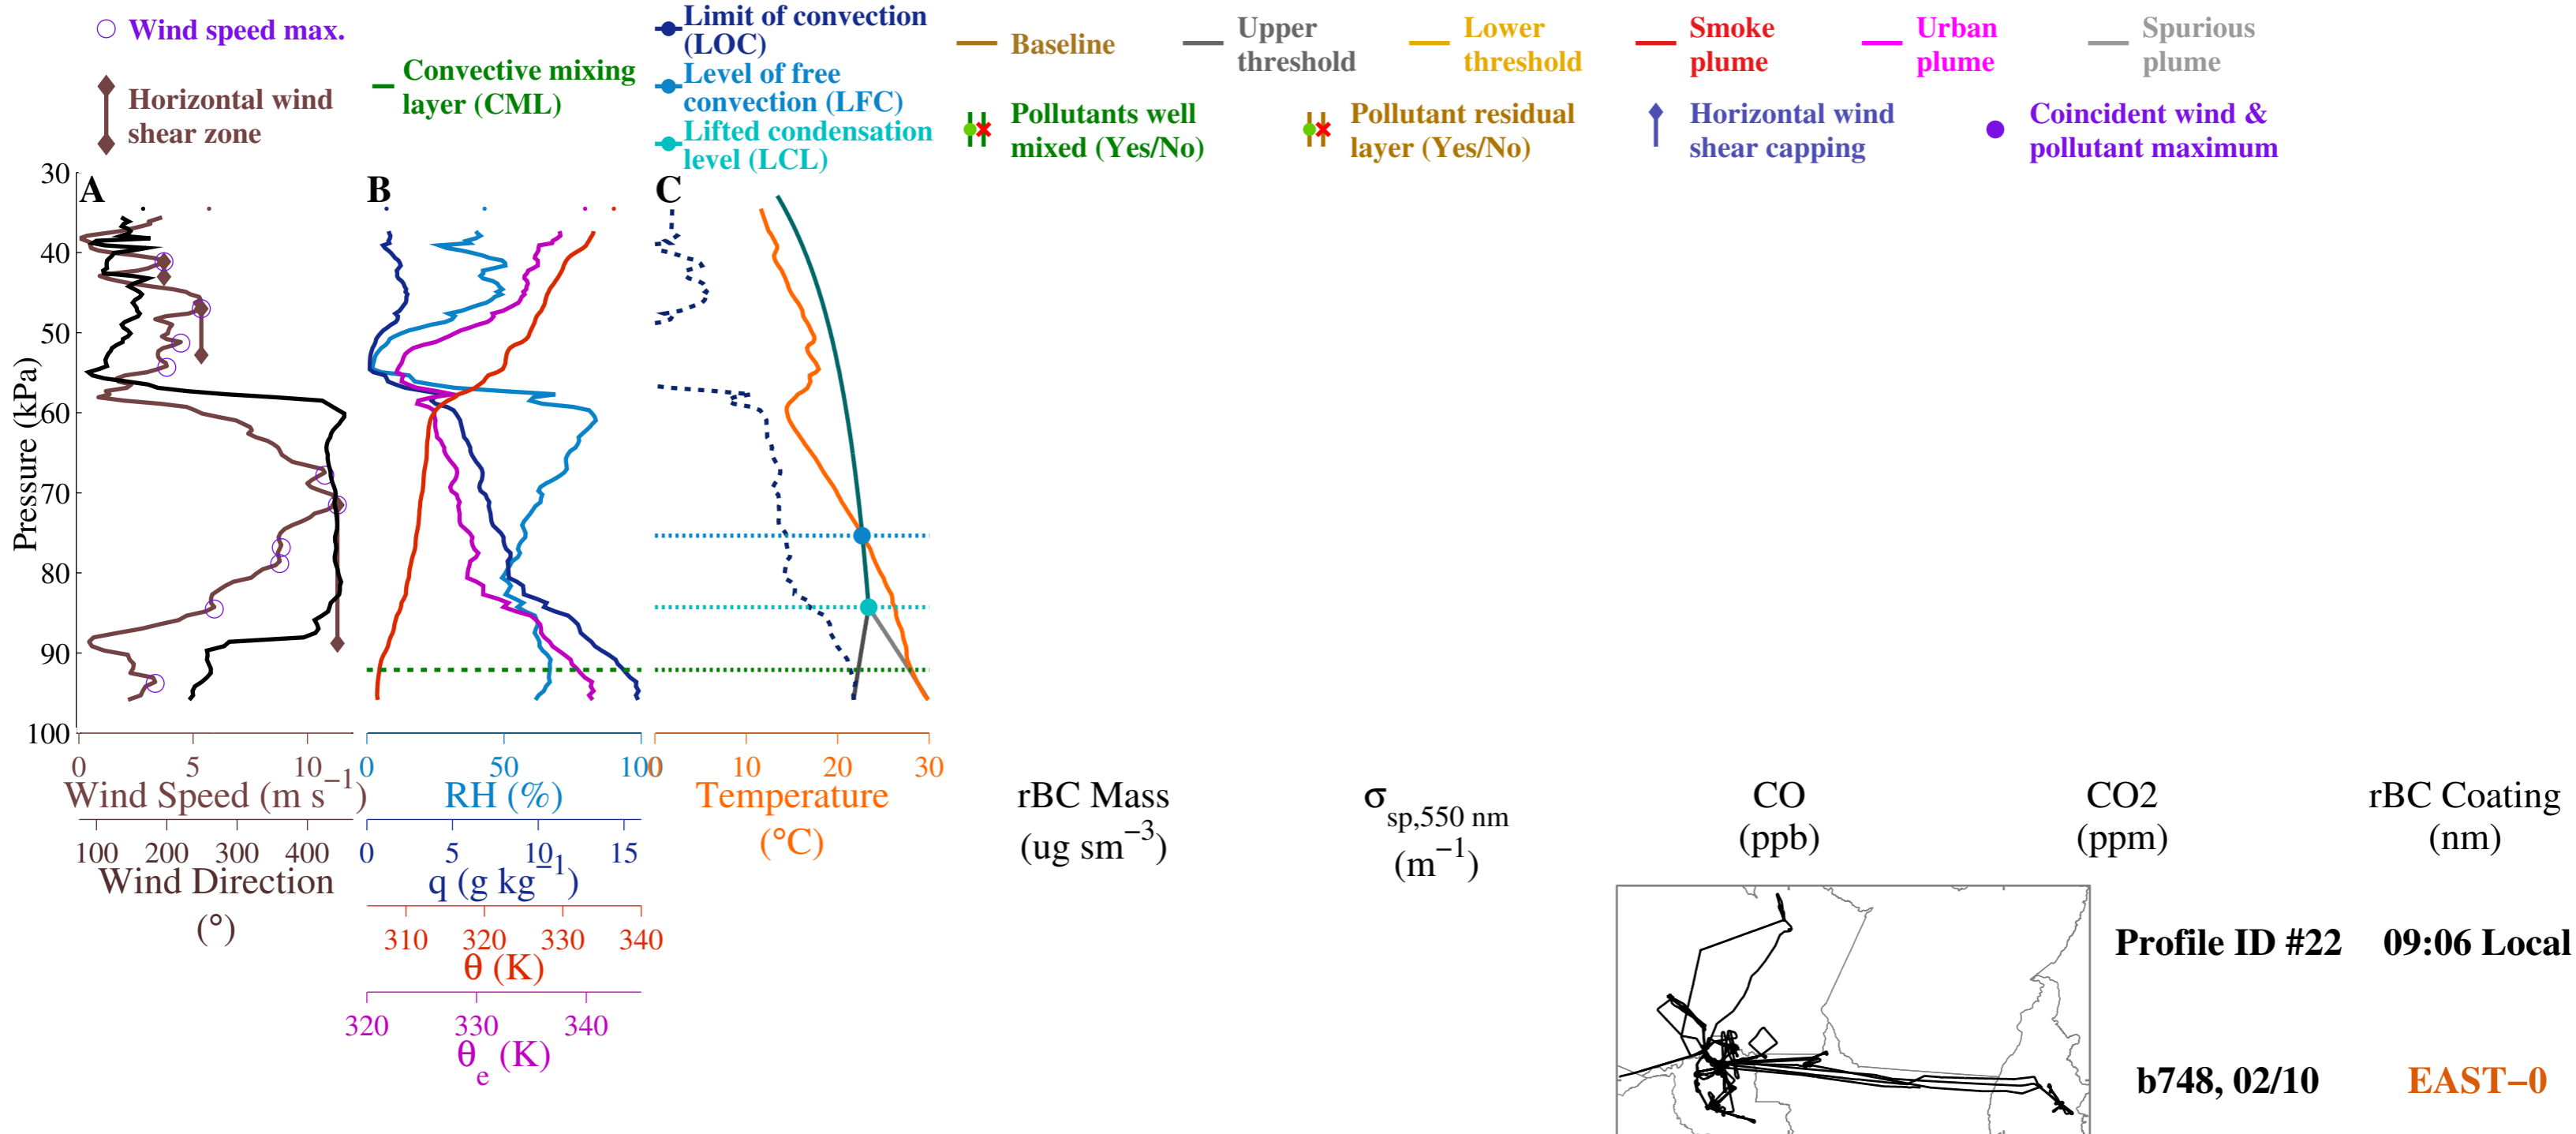 Wind speed max.
Horizontal wind
shear zone
Convective mixing
layer (CML)
Limit of convection
(LOC)
Level of free
convection (LFC)
Lifted condensation
level (LCL)
Baseline
Upper
threshold
Lower
threshold
Smoke
plume
Urban
plume
Spurious
plume
Pollutants well
mixed (Yes/No)
Pollutant residual
layer (Yes/No)
Horizontal wind
shear capping
Coincident wind &
pollutant maximum
A
B
C
30
40
50
60
70
80
90
100
Pressure (kPa)
0 5 10
Wind Speed (m s−1)
100 200 300 400
Wind Direction
(°)
0 50 100
RH (%)
0 5 10 15
q (g kg−1)
310 320 330 340
θ (K)
320 330 340
θe (K)
0 10 20 30
Temperature
(°C)
rBC Mass
(ug sm−3)
σsp,550 nm
(m−1)
CO
(ppb)
CO2
(ppm)
rBC Coating
(nm)
Profile ID #22
09:06 Local
b748, 02/10
EAST−0